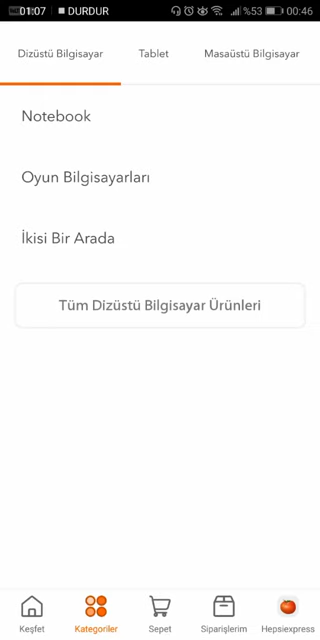 01:07 DURDUR %53 00:46
Dizüstü Bilgisayar Tablet Masaüstü Bilgisayar
Notebook
Oyun Bilgisayarları
İkisi Bir Arada
Tüm Dizüstü Bilgisayar Ürünleri
Keşfet Kategoriler Sepet Siparişlerim Hepsiexpress